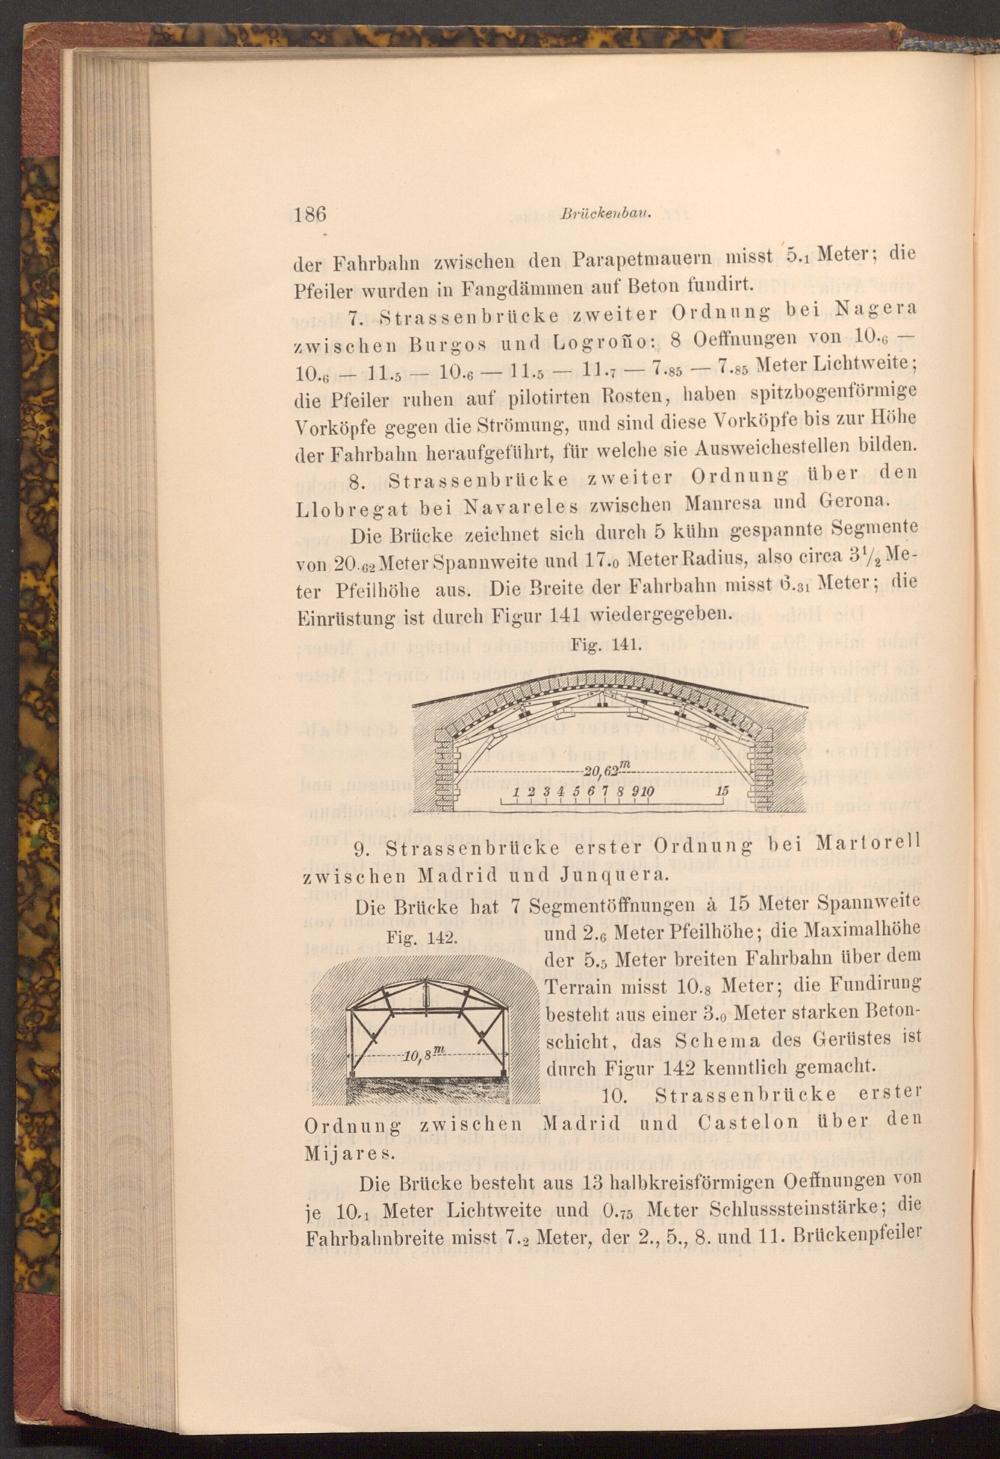 186
Brückenbau.
der Fahrbahn zwischen den Parapetmauern misst 5.1 Meter; die
Pfeiler wurden in Fangdämmen auf Beton fundirt.
7. Strassenbrücke zweiter Ordnung bei Nagera
zwischen Burgos und Logroño: 8 Oeffnungen von 10.6 —
10.6 — 11.5 — 10.6 — 11.5 — 11.7 — 7.85 — 7.85 Meter Lichtweite;
die Pfeiler ruhen auf pilotirten Rosten, haben spitzbogenförmige
Vorköpfe gegen die Strömung, und sind diese Vorköpfe bis zur Höhe
der Fahrbahn heraufgeführt, für welche sie Ausweichestellen bilden.
8. Strassenbrücke zweiter Ordnung über den
Llobregat bei Navareles zwischen Manresa und Gerona.
Die Brücke zeichnet sich durch 5 kühn gespannte Segmente
von 20.62 Meter Spannweite und 17.0 Meter Radius, also circa 3 1/2 Me-
ter Pfeilhöhe aus. Die Breite der Fahrbahn misst 6.31 Meter; die
Einrüstung ist durch Figur 141 wiedergegeben.
Fig. 141.
20,62m
1 2 3 4 5 6 7 8 9 10 15
9. Strassenbrücke erster Ordnung bei Martorell
zwischen Madrid und Junquera.
Die Brücke hat 7 Segmentöffnungen à 15 Meter Spannweite
und 2.6 Meter Pfeilhöhe; die Maximalhöhe
der 5.5 Meter breiten Fahrbahn über dem
Terrain misst 10.8 Meter; die Fundirung
besteht aus einer 3.0 Meter starken Beton-
schicht, das Schema des Gerüstes ist
durch Figur 142 kenntlich gemacht.
Fig. 142.
10,8m
10. Strassenbrücke erster
Ordnung zwischen Madrid und Castelon über den
Mijares.
Die Brücke besteht aus 13 halbkreisförmigen Oeffnungen von
je 10.1 Meter Lichtweite und 0.75 Meter Schlusssteinstärke; die
Fahrbahnbreite misst 7.2 Meter, der 2., 5., 8. und 11. Brückenpfeiler